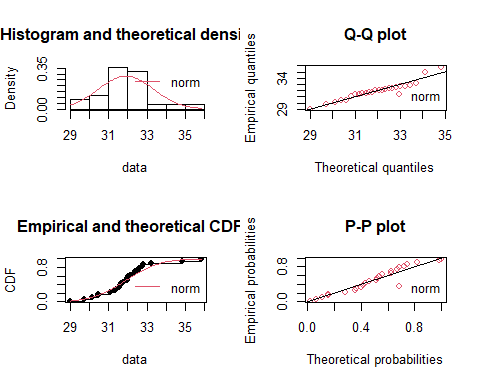 Histogram and theoretical densi
Density
0.00
0.35
norm
29 31 33 35
data
Q-Q plot
Empirical quantiles
29
34
norm
29 31 33 35
Theoretical quantiles
Empirical and theoretical CDF
CDF
0.0
0.8
norm
29 31 33 35
data
P-P plot
Empirical probabilities
0.0
0.8
norm
0.0 0.4 0.8
Theoretical probabilities